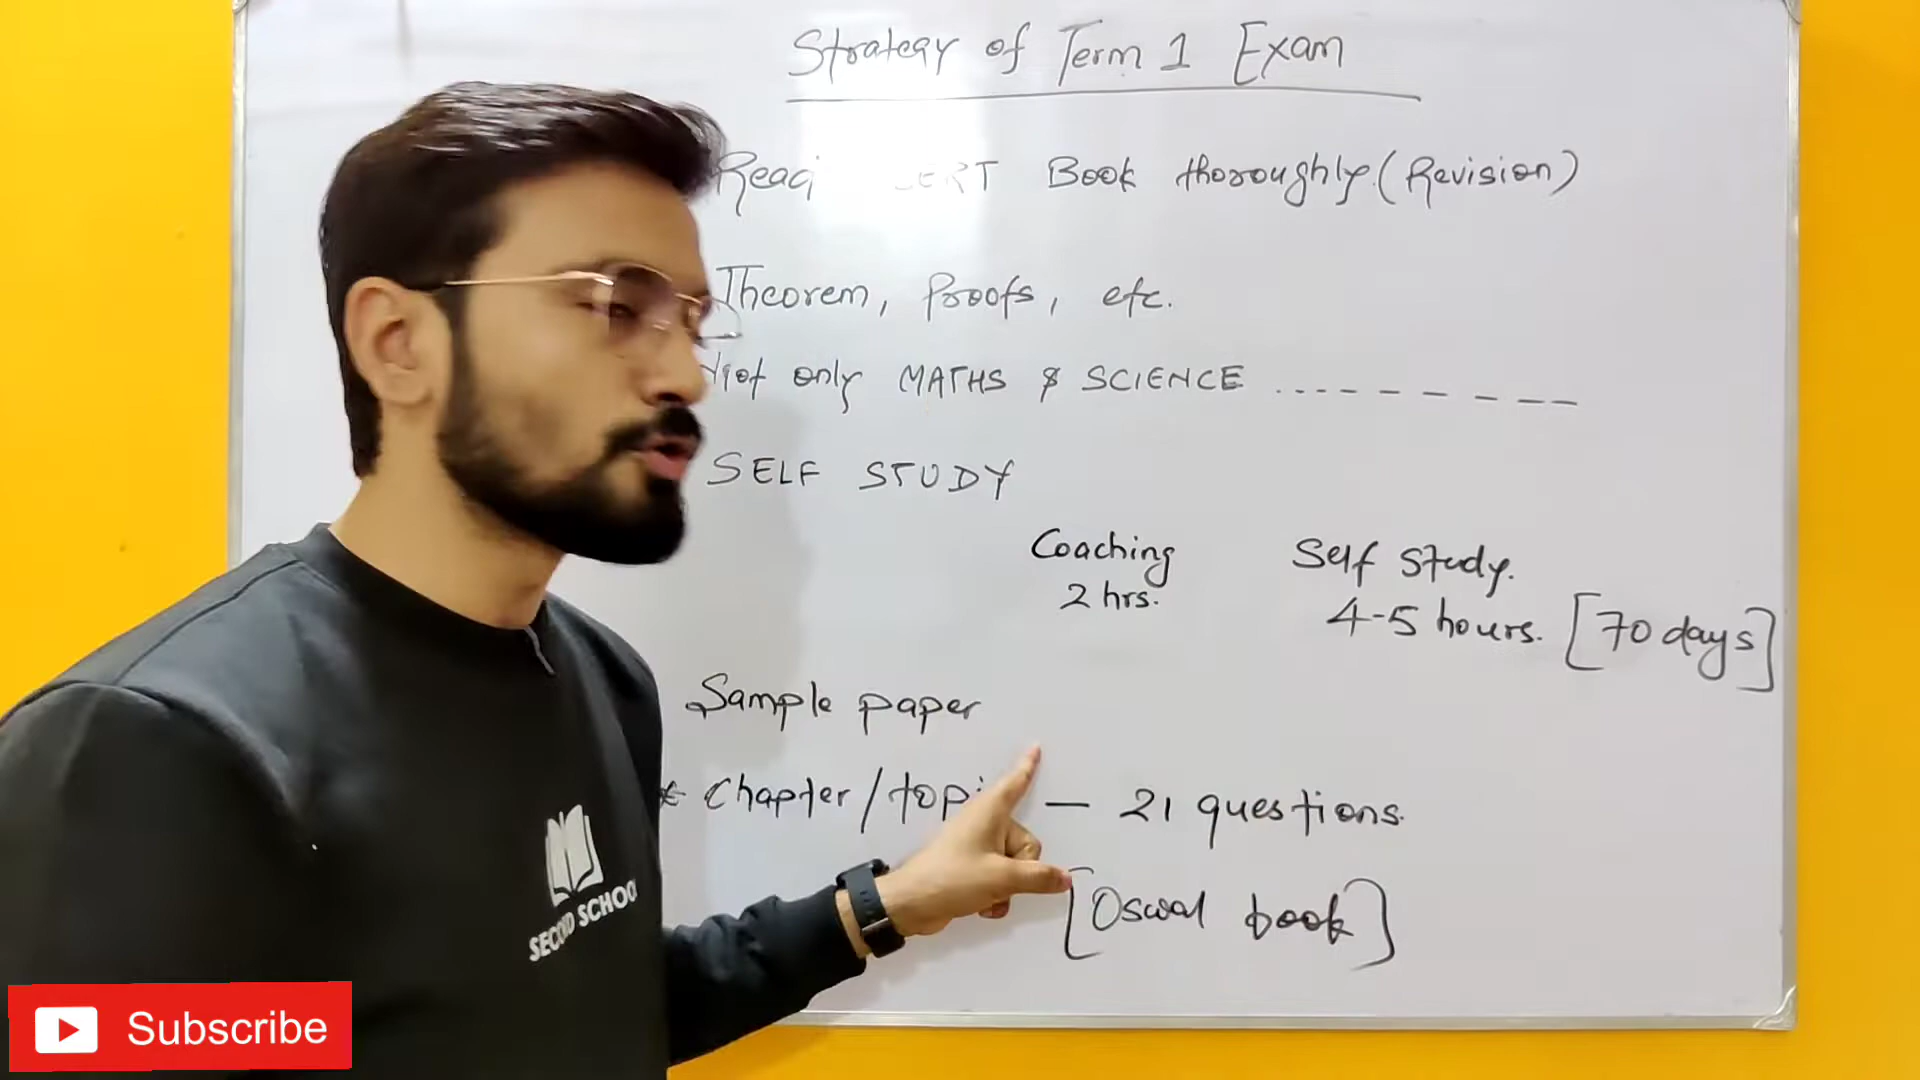 Strategy of Term 1 Exam
Read Book thoroughly. (Revision)
Theorem, Proofs, etc.
Not only MATHS & SCIENCE
SELF STUDY
Coaching
2 hrs.
Self Study.
4-5 hours. [70 days]
Sample paper
* Chapter/topi — 21 questions.
[Oswal book]
SECOND SCHOOL
Subscribe